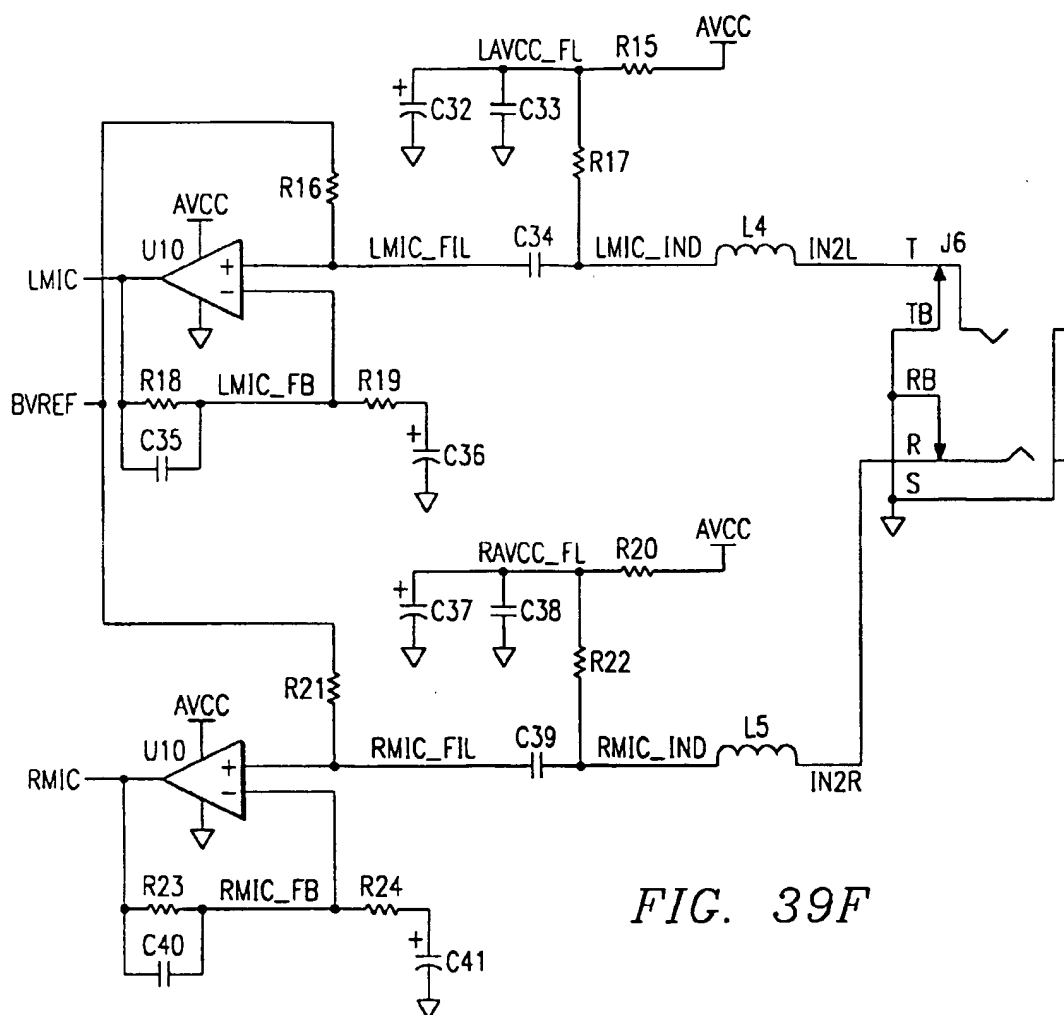 AVCC
LAVCC_FL R15
+ C32 C33
R17
R16
AVCC
U10
+
−
LMIC
LMIC_FIL C34 LMIC_IND L4 IN2L T J6
TB
RB
R
S
R18 LMIC_FB R19
BVREF
C35
+ C36
AVCC
RAVCC_FL R20
+ C37 C38
R22
R21
AVCC
U10
+
−
RMIC
RMIC_FIL C39 RMIC_IND L5
IN2R
R23 RMIC_FB R24
C40
+ C41
FIG. 39F